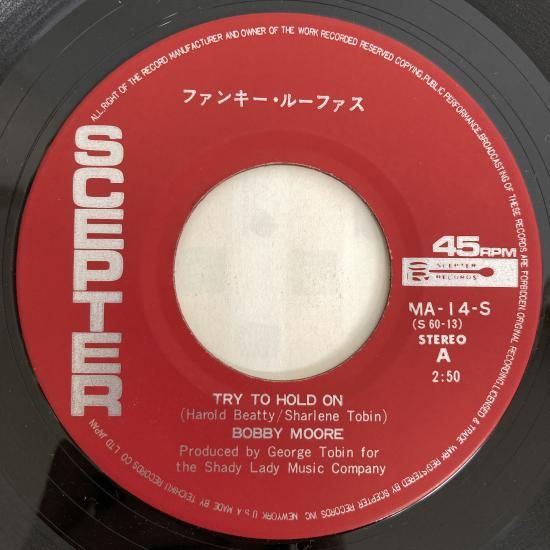 ALL RIGHT OF THE RECORD MANUFACTURER AND OWNER OF THE WORK RECORDED RESERVED COPYING, PUBLIC PERFORMANCE, BROADCASTING OF THESE RECORDS ARE FORBIDDEN. ORIGINAL RECORDING, LICENSED & TRADE MARK REGISTERED BY SCEPTER RECORDS INC. NEWYORK U・S・A MADE BY TEICHIKU RECORDS CO LTD JAPAN
ファンキー・ルーファス
SCEPTER
45RPM
SCEPTER
RECORDS
MA-14-S
(S 60-13)
STEREO
A
2:50
TRY TO HOLD ON
(Harold Beatty/Sharlene Tobin)
BOBBY MOORE
Produced by George Tobin for
the Shady Lady Music Company